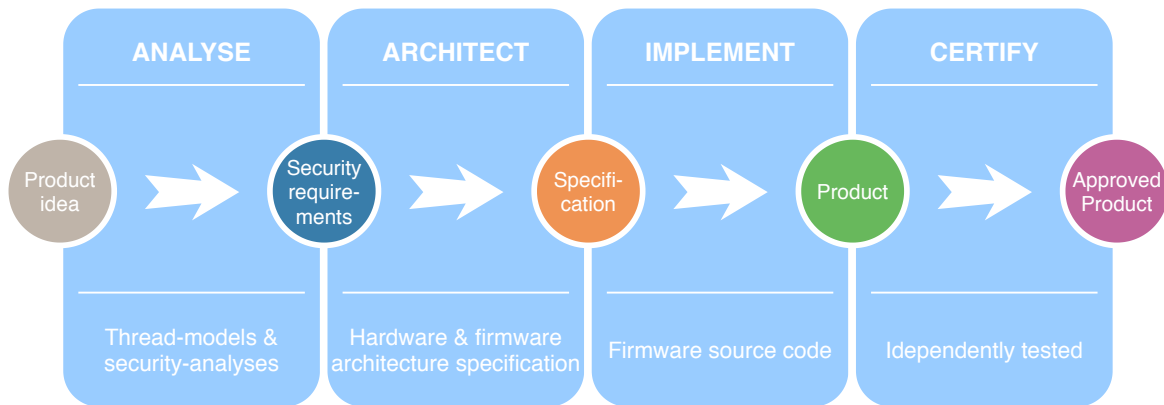 ANALYSE
ARCHITECT
IMPLEMENT
CERTIFY
Product
idea
Security
require-
ments
Specifi-
cation
Product
Approved
Product
Thread-models &
security-analyses
Hardware & firmware
architecture specification
Firmware source code
Idependently tested